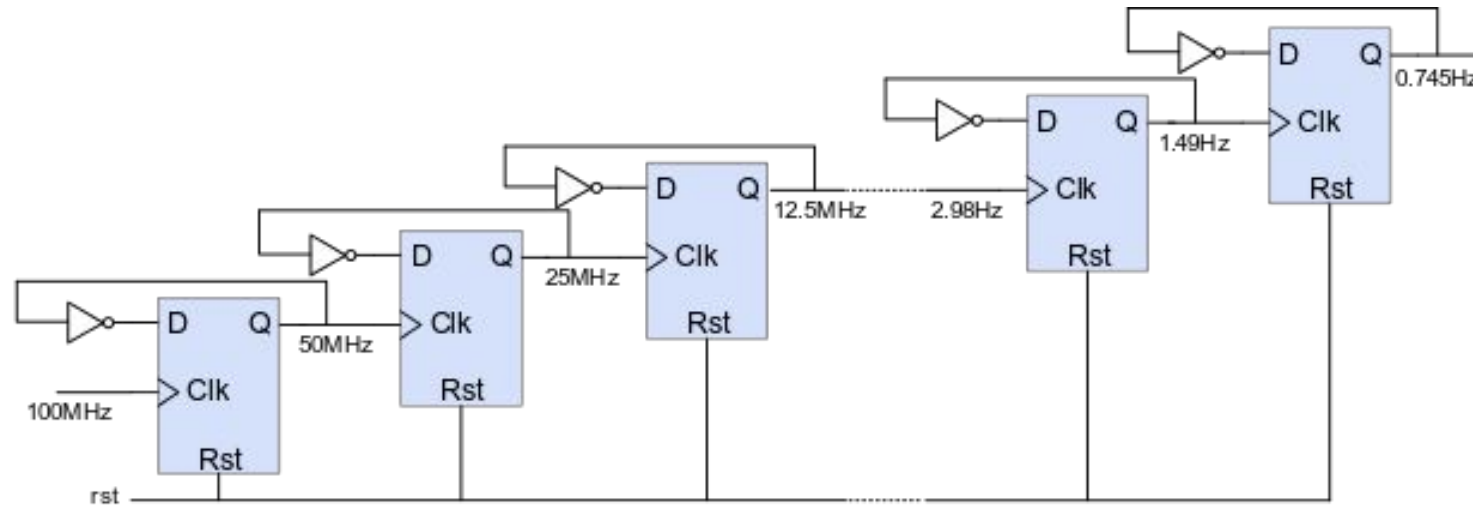 D Q
Clk
Rst
100MHz
50MHz
rst
D Q
Clk
Rst
25MHz
D Q
Clk
Rst
12.5MHz
2.98Hz
D Q
Clk
Rst
1.49Hz
D Q
Clk
Rst
0.745Hz